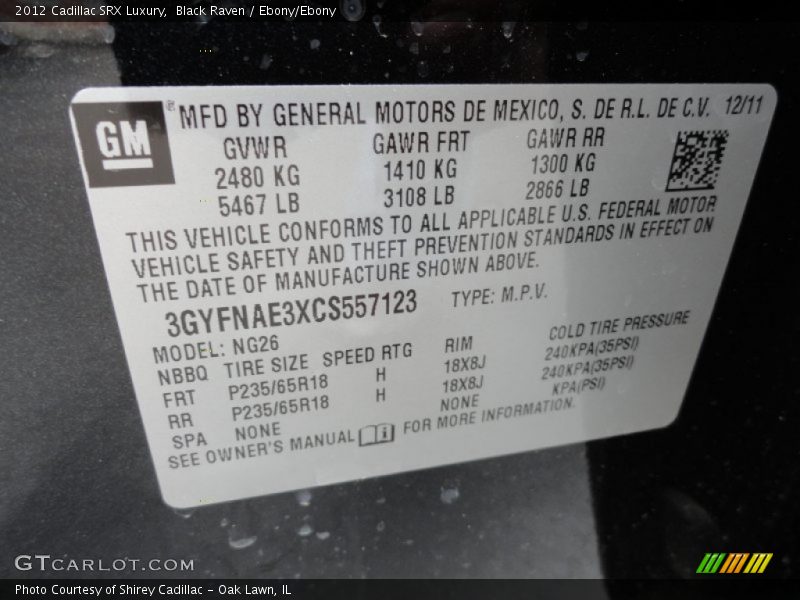 2012 Cadillac SRX Luxury, Black Raven / Ebony/Ebony
GM ® MFD BY GENERAL MOTORS DE MEXICO, S. DE R.L. DE C.V. 12/11
GVWR GAWR FRT GAWR RR
2480 KG 1410 KG 1300 KG
5467 LB 3108 LB 2866 LB
THIS VEHICLE CONFORMS TO ALL APPLICABLE U.S. FEDERAL MOTOR
VEHICLE SAFETY AND THEFT PREVENTION STANDARDS IN EFFECT ON
THE DATE OF MANUFACTURE SHOWN ABOVE.
3GYFNAE3XCS557123 TYPE: M.P.V.
MODEL: NG26
NBBQ TIRE SIZE SPEED RTG RIM COLD TIRE PRESSURE
FRT P235/65R18 H 18X8J 240KPA(35PSI)
RR P235/65R18 H 18X8J 240KPA(35PSI)
SPA NONE NONE KPA(PSI)
SEE OWNER'S MANUAL i FOR MORE INFORMATION.
GTCARLOT.COM
Photo Courtesy of Shirey Cadillac - Oak Lawn, IL